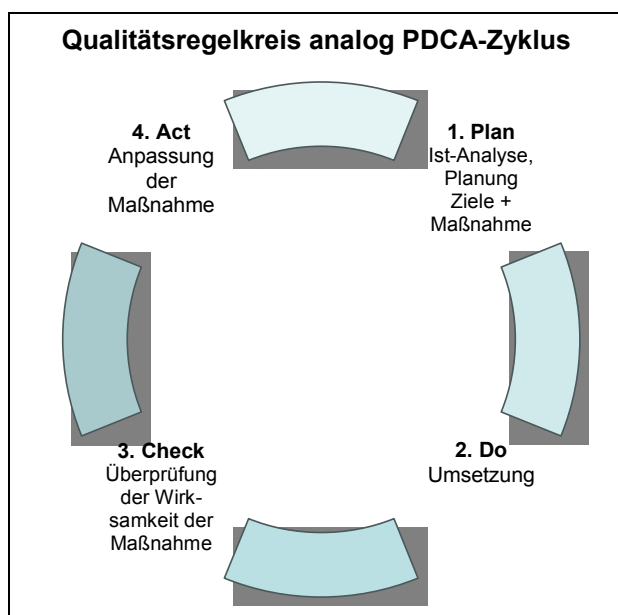 Qualitätsregelkreis analog PDCA-Zyklus
4. Act
Anpassung
der
Maßnahme
1. Plan
Ist-Analyse,
Planung
Ziele +
Maßnahme
3. Check
Überprüfung
der Wirk-
samkeit der
Maßnahme
2. Do
Umsetzung